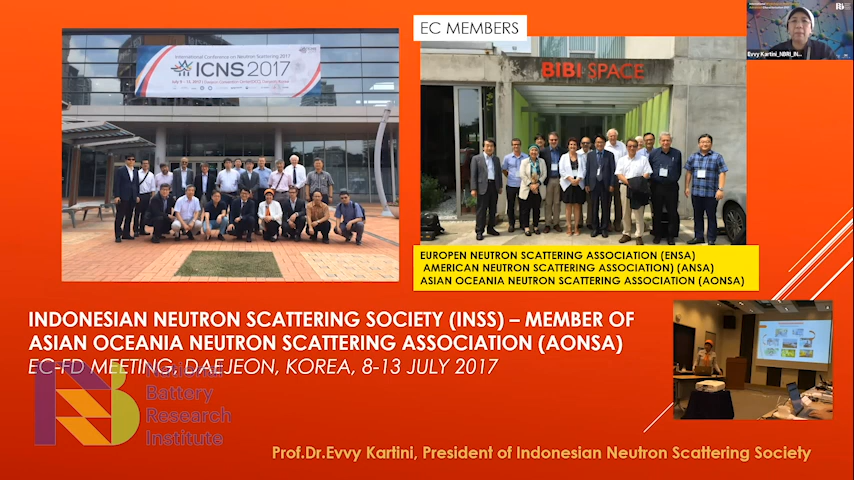 International Conference on Neutron Scattering 2017
ICNS 2017
EC MEMBERS
BIBI SPACE
Evvy Kartini_NBRI_IN...
EUROPEN NEUTRON SCATTERING ASSOCIATION (ENSA)
AMERICAN NEUTRON SCATTERING ASSOCIATION) (ANSA)
ASIAN OCEANIA NEUTRON SCATTERING ASSOCIATION (AONSA)
INDONESIAN NEUTRON SCATTERING SOCIETY (INSS) – MEMBER OF
ASIAN OCEANIA NEUTRON SCATTERING ASSOCIATION (AONSA)
EC-FD MEETING, DAEJEON, KOREA, 8-13 JULY 2017
National
Battery
Research
Institute
Prof.Dr.Evvy Kartini, President of Indonesian Neutron Scattering Society